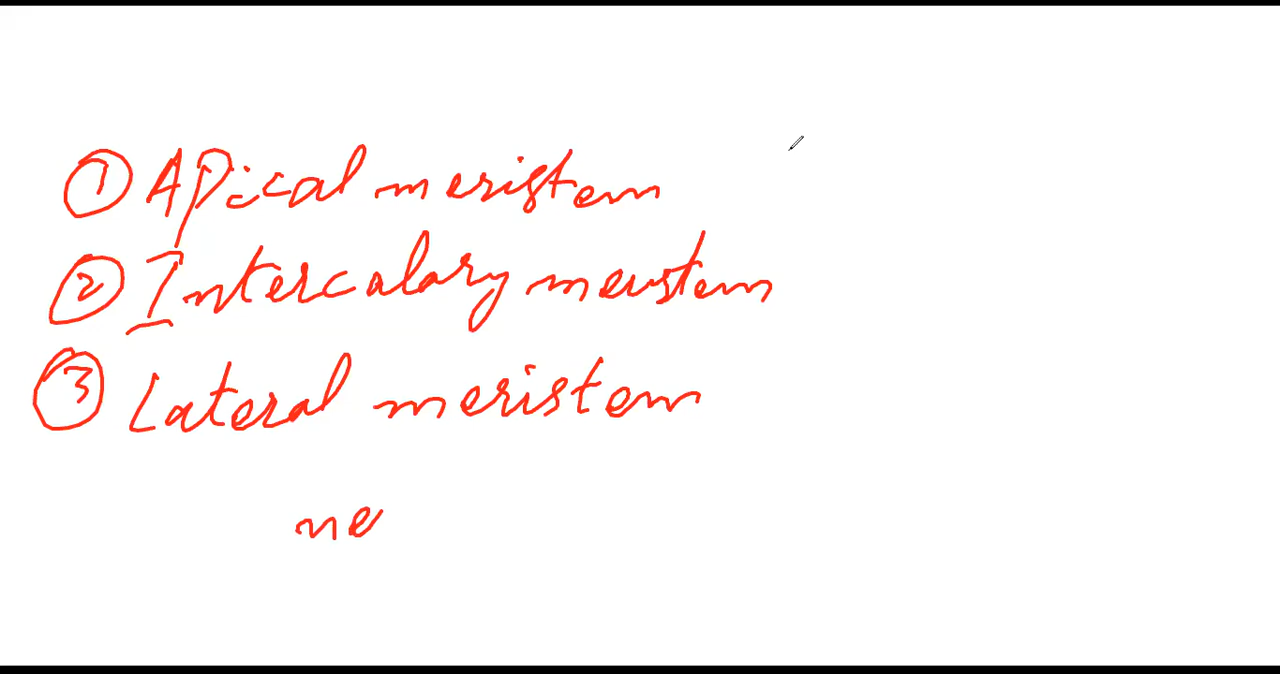 ① Apical meristem
② Intercalary meristem
③ Lateral meristem
me